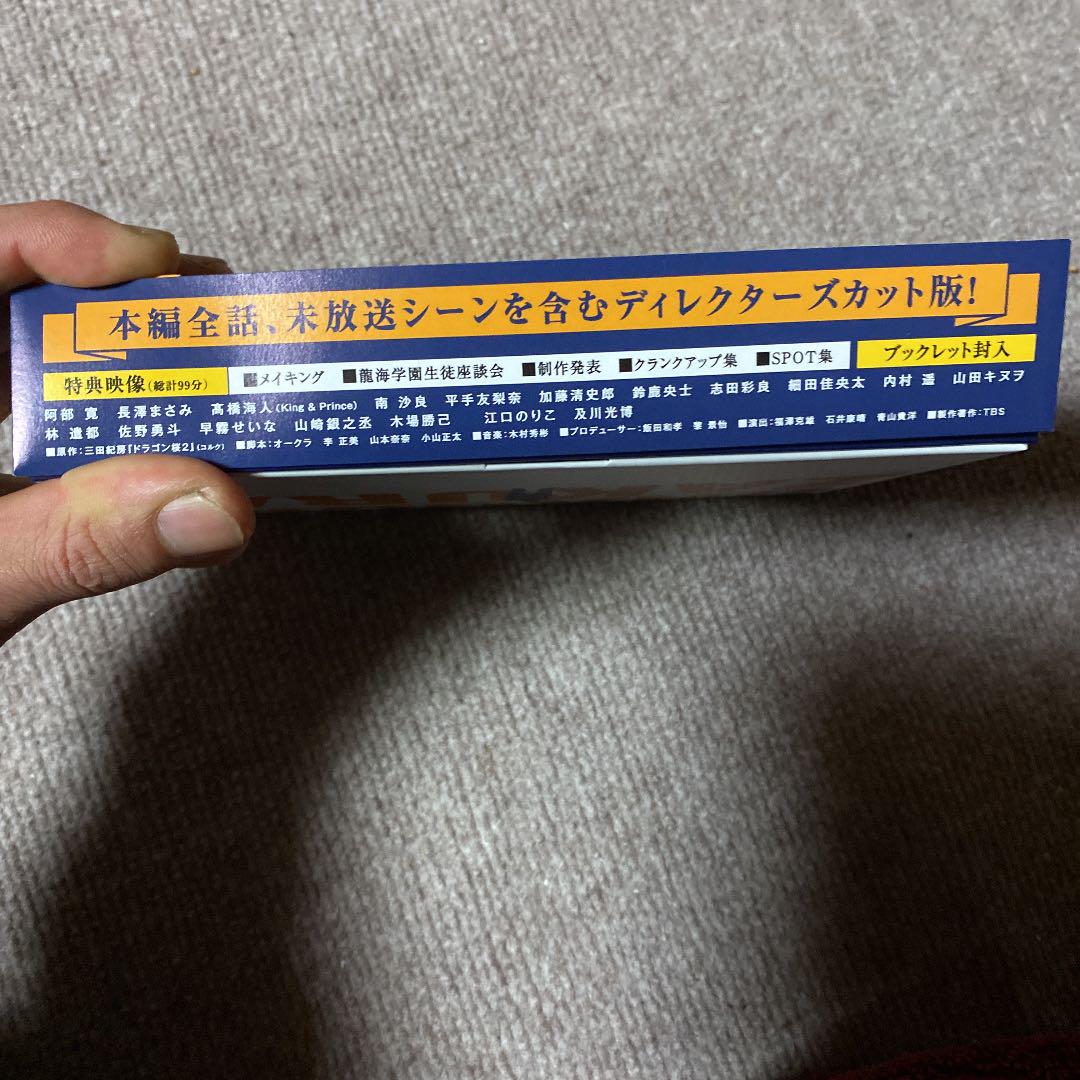 本編全話、未放送シーンを含むディレクターズカット版!
特典映像(総計99分) ■メイキング ■龍海学園生徒座談会 ■制作発表 ■クランクアップ集 ■SPOT集 ブックレット封入
阿部 寛 長澤まさみ 髙橋海人(King & Prince) 南 沙良 平手友梨奈 加藤清史郎 鈴鹿央士 志田彩良 細田佳央太 内村 遥 山田キヌヲ
林 遣都 佐野勇斗 早霧せいな 山崎銀之丞 木場勝己 江口のりこ 及川光博
■原作:三田紀房『ドラゴン桜2』(コルク) ■脚本:オークラ 李 正美 山本奈奈 小山正太 ■音楽:木村秀彬 ■プロデューサー:飯田和孝 黎 景怡 ■演出:福澤克雄 石井康晴 青山貴洋 ■製作著作:TBS